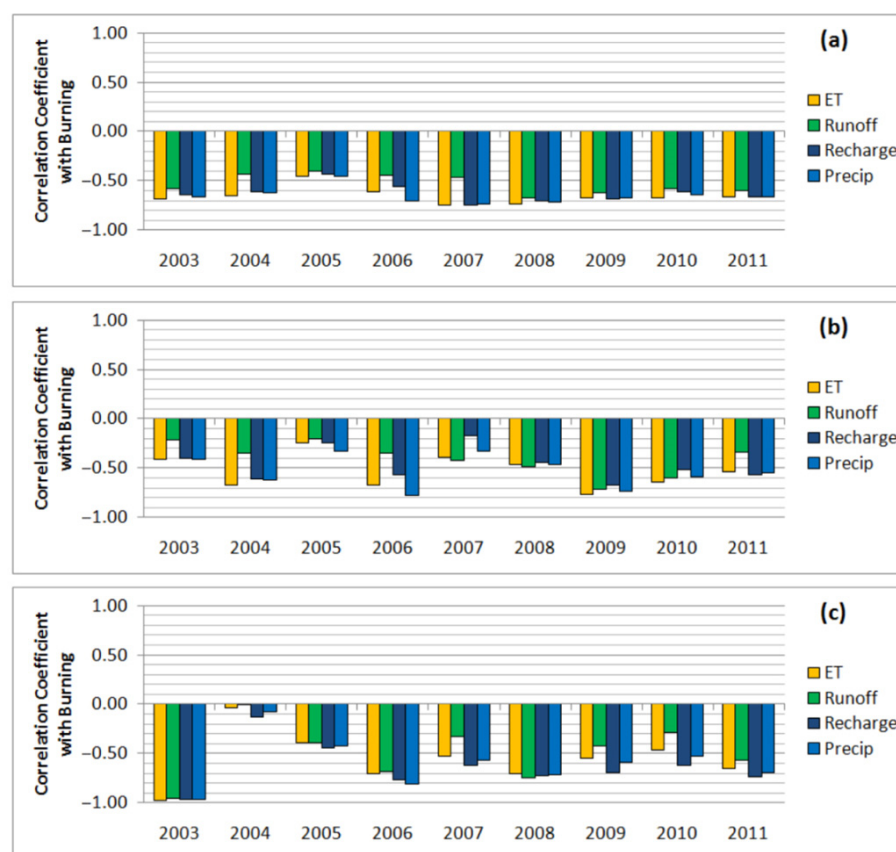 (a)
Correlation Coefficient
with Burning
1.00
0.50
0.00
−0.50
−1.00
2003 2004 2005 2006 2007 2008 2009 2010 2011
ET
Runoff
Recharge
Precip
(b)
Correlation Coefficient
with Burning
1.00
0.50
0.00
−0.50
−1.00
2003 2004 2005 2006 2007 2008 2009 2010 2011
ET
Runoff
Recharge
Precip
(c)
Correlation Coefficient
with Burning
1.00
0.50
0.00
−0.50
−1.00
2003 2004 2005 2006 2007 2008 2009 2010 2011
ET
Runoff
Recharge
Precip